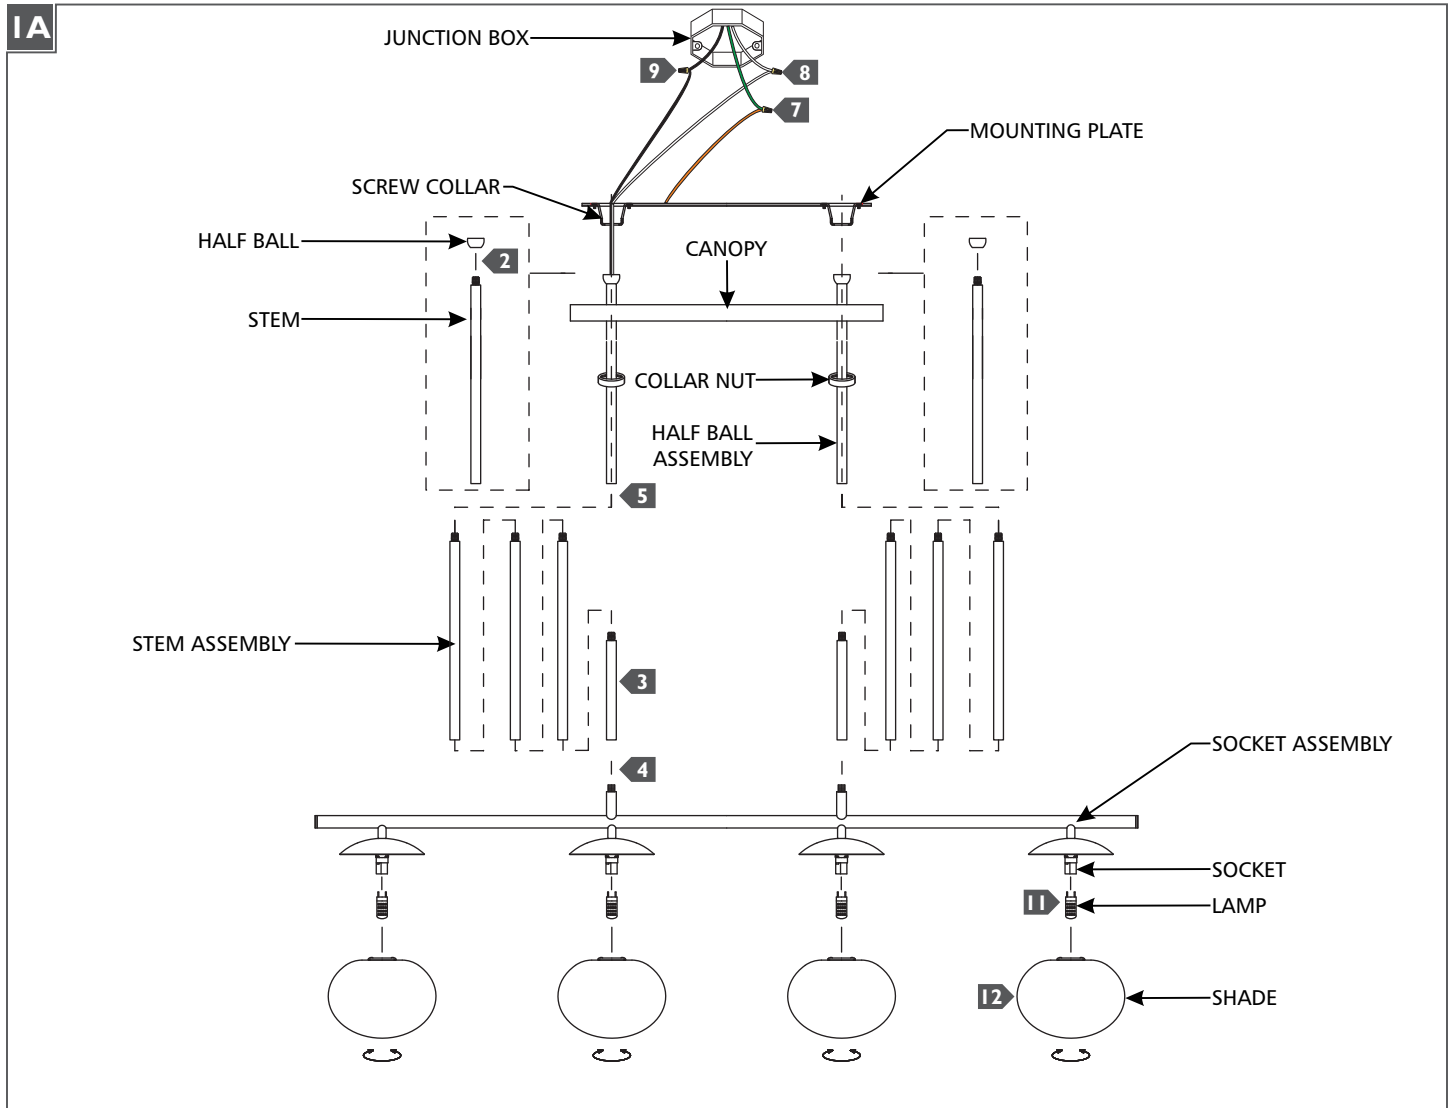 1A
JUNCTION BOX
9
8
7
MOUNTING PLATE
SCREW COLLAR
HALF BALL
2
CANOPY
STEM
COLLAR NUT
HALF BALL
ASSEMBLY
5
STEM ASSEMBLY
3
4
SOCKET ASSEMBLY
SOCKET
11
LAMP
12
SHADE